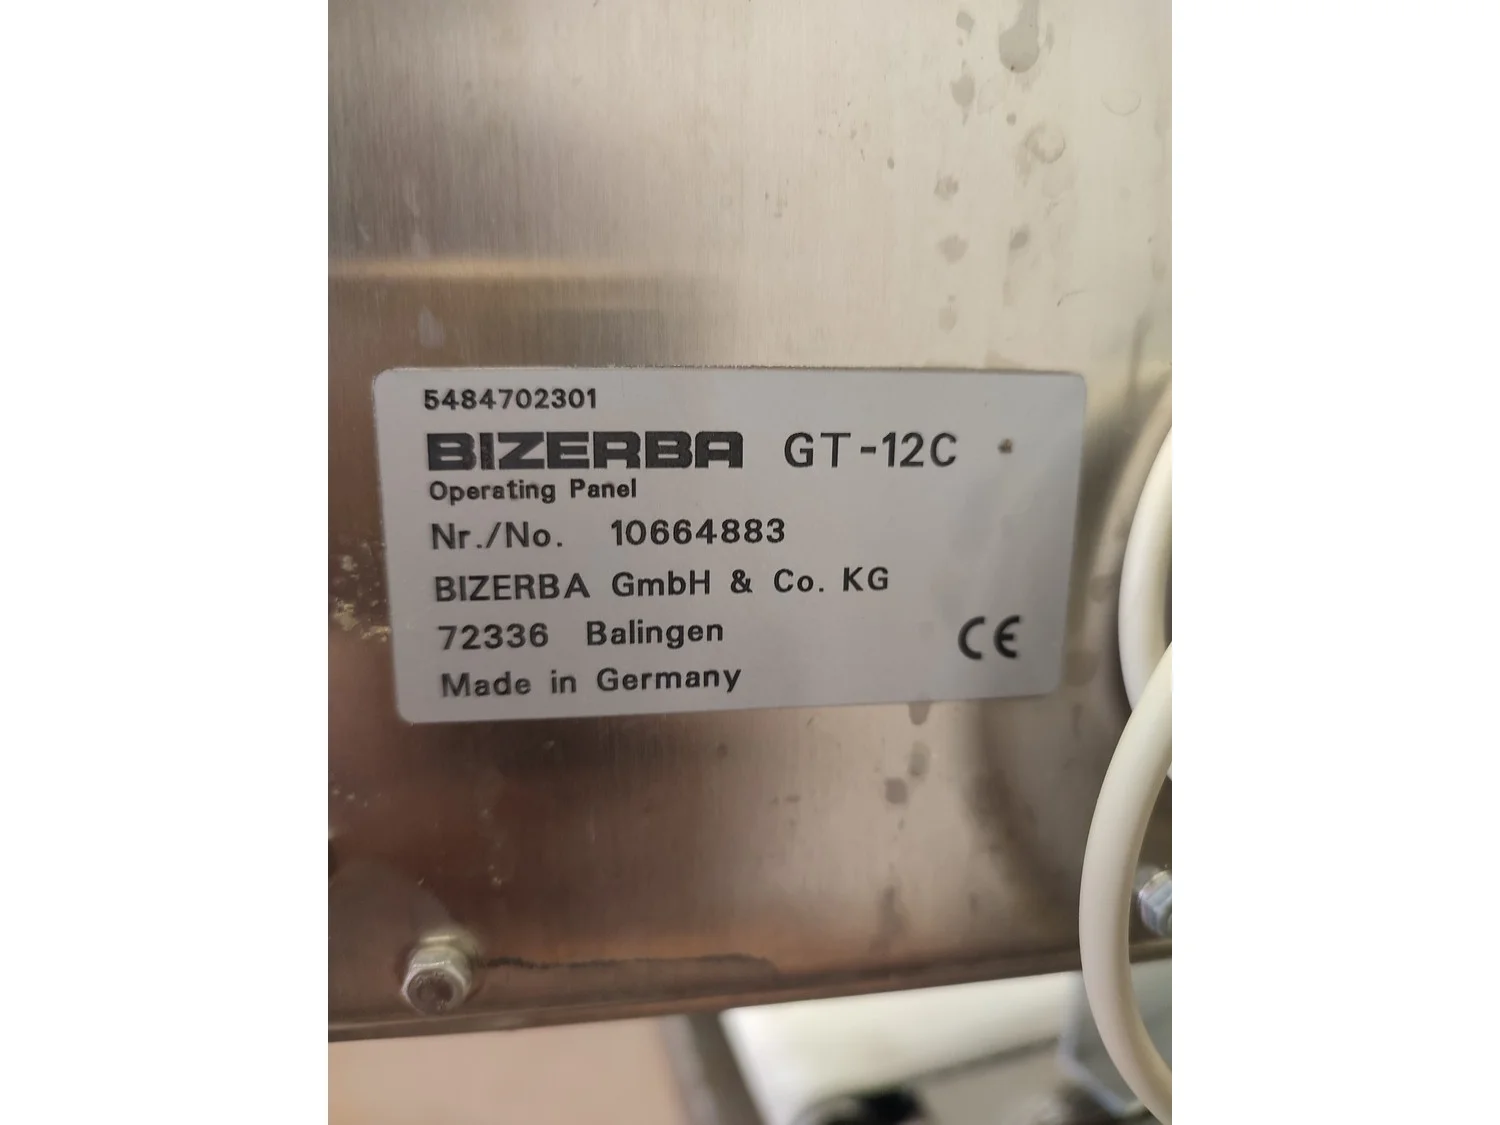 5484702301
BIZERBA GT-12C
Operating Panel
Nr./No. 10664883
BIZERBA GmbH & Co. KG
72336 Balingen
CE
Made in Germany